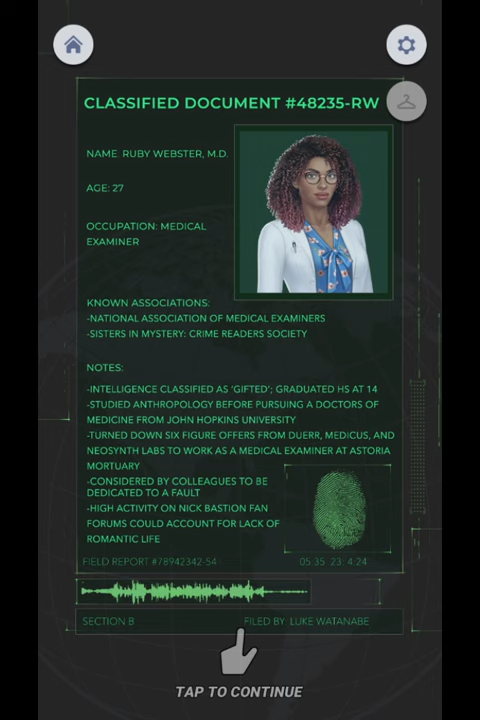 CLASSIFIED DOCUMENT #48235-RW
NAME RUBY WEBSTER, M.D.
AGE: 27
OCCUPATION: MEDICAL
EXAMINER
KNOWN ASSOCIATIONS:
-NATIONAL ASSOCIATION OF MEDICAL EXAMINERS
-SISTERS IN MYSTERY: CRIME READERS SOCIETY
NOTES:
-INTELLIGENCE CLASSIFIED AS 'GIFTED'; GRADUATED HS AT 14
-STUDIED ANTHROPOLOGY BEFORE PURSUING A DOCTORS OF
MEDICINE FROM JOHN HOPKINS UNIVERSITY
-TURNED DOWN SIX FIGURE OFFERS FROM DUERR, MEDICUS, AND
NEOSYNTH LABS TO WORK AS A MEDICAL EXAMINER AT ASTORIA
MORTUARY
-CONSIDERED BY COLLEAGUES TO BE
DEDICATED TO A FAULT
-HIGH ACTIVITY ON NICK BASTION FAN
FORUMS COULD ACCOUNT FOR LACK OF
ROMANTIC LIFE
FIELD REPORT #78942342-54 05:35 23: 4:24
SECTION B FILED BY: LUKE WATANABE
TAP TO CONTINUE